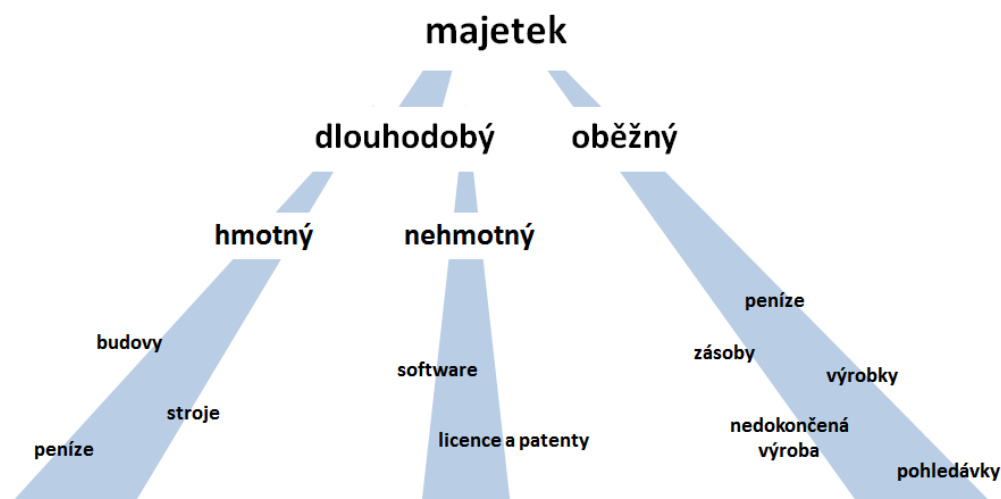 majetek
dlouhodobý
oběžný
hmotný
nehmotný
budovy
stroje
peníze
software
licence a patenty
peníze
zásoby
výrobky
nedokončená
výroba
pohledávky